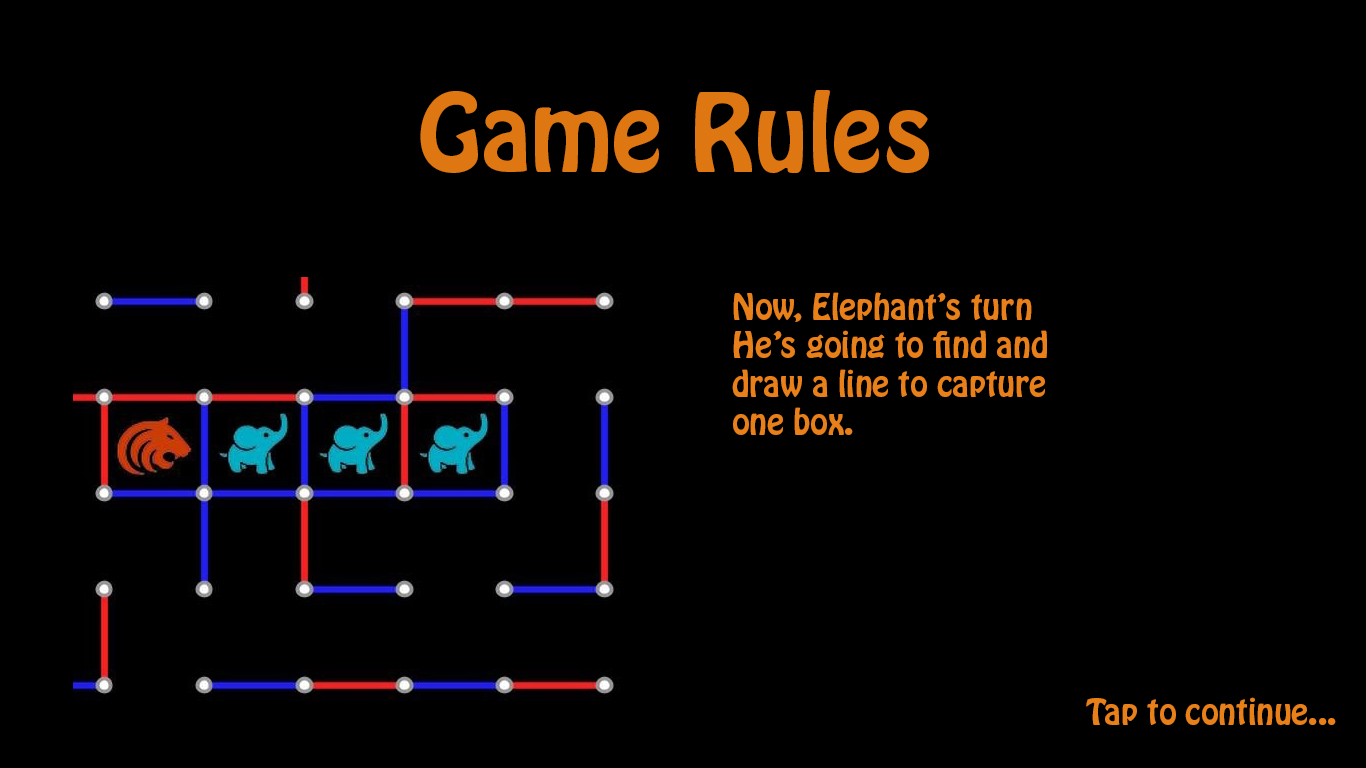 Game Rules
Now, Elephant's turn
He's going to find and
draw a line to capture
one box.
Tap to continue...